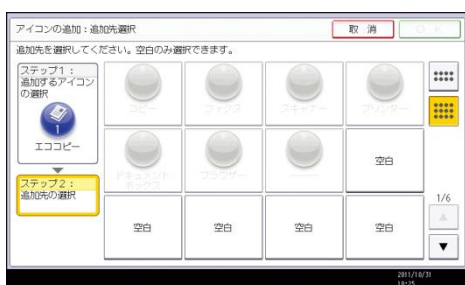 アイコンの追加：追加先選択
取 消
O K
追加先を選択してください。空白のみ選択できます。
ステップ1：
追加するアイコン
の選択
1
エココピー
ステップ2：
追加先の選択
コピー
ファクス
スキャナー
プリンター
ドキュメント
ボックス
ブラウザー
空白
空白
空白
空白
空白
1/6
2011/10/31